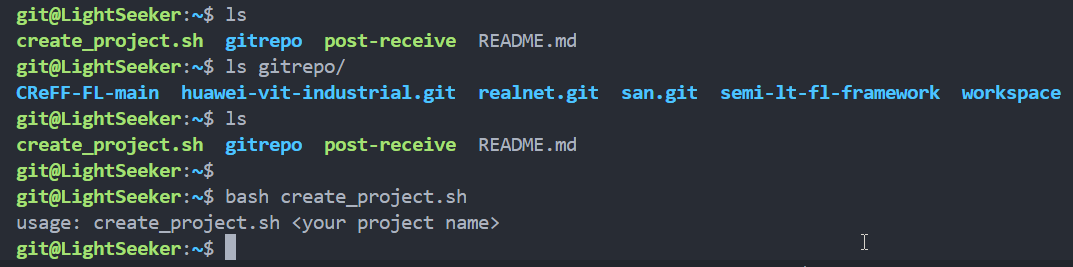 git@LightSeeker:~$ ls
create_project.sh  gitrepo  post-receive  README.md
git@LightSeeker:~$ ls gitrepo/
CReFF-FL-main  huawei-vit-industrial.git  realnet.git  san.git  semi-lt-fl-framework  workspace
git@LightSeeker:~$ ls
create_project.sh  gitrepo  post-receive  README.md
git@LightSeeker:~$
git@LightSeeker:~$ bash create_project.sh
usage: create_project.sh <your project name>
git@LightSeeker:~$